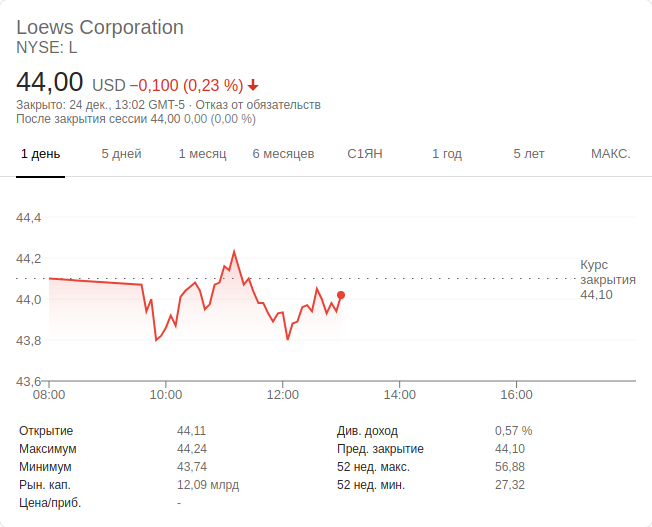 Loews Corporation
NYSE: L
44,00 USD −0,100 (0,23 %)
Закрыто: 24 дек., 13:02 GMT-5 · Отказ от обязательств
После закрытия сессии 44,00 0,00 (0,00 %)
1 день 5 дней 1 месяц 6 месяцев С1ЯН 1 год 5 лет МАКС.
44,4
44,2
Курс
закрытия
44,10
44,0
43,8
43,6
08:00 10:00 12:00 14:00 16:00
Открытие 44,11 Див. доход 0,57 %
Максимум 44,24 Пред. закрытие 44,10
Минимум 43,74 52 нед. макс. 56,88
Рын. кап. 12,09 млрд 52 нед. мин. 27,32
Цена/приб. -